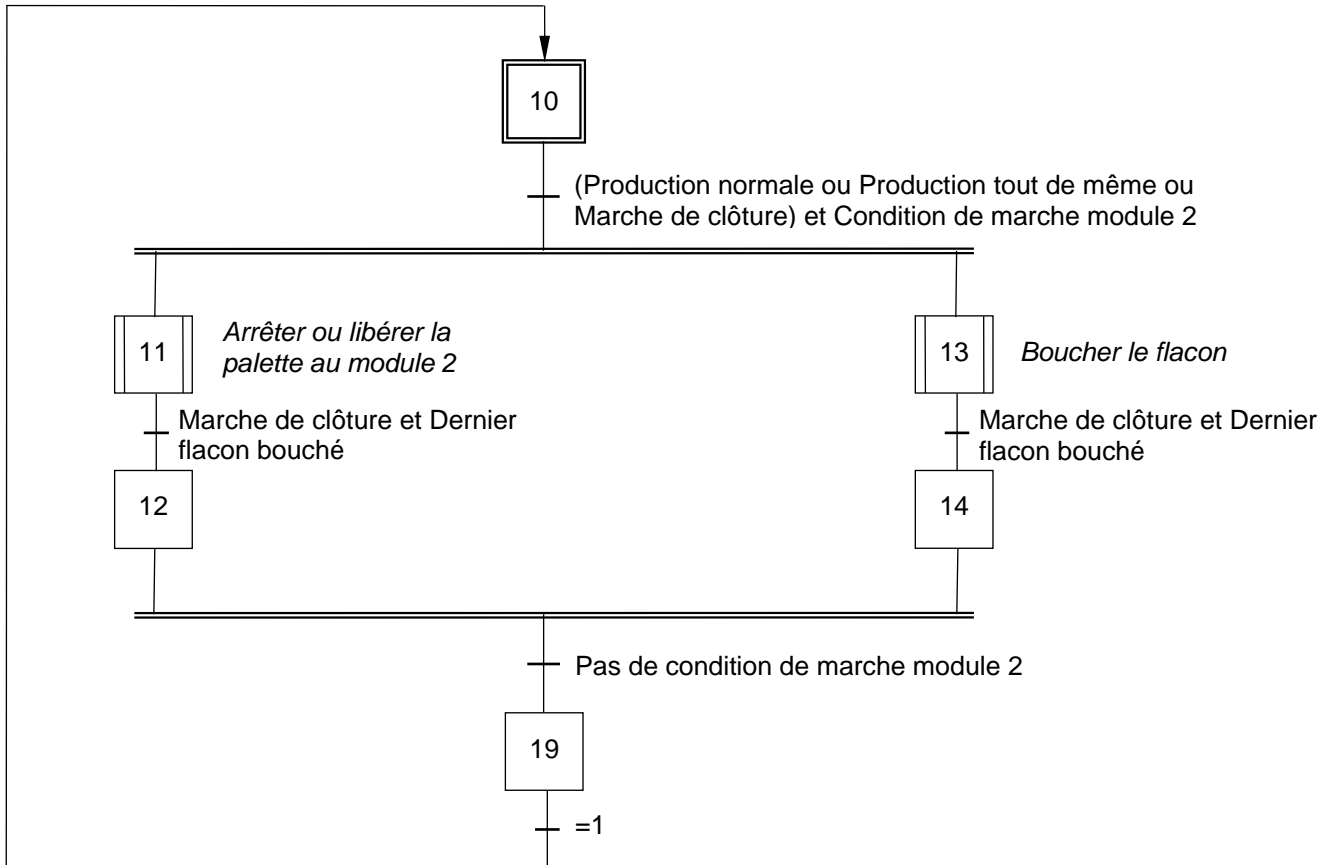 10
(Production normale ou Production tout de même ou
Marche de clôture) et Condition de marche module 2
11
Arrêter ou libérer la
palette au module 2
13
Boucher le flacon
Marche de clôture et Dernier
flacon bouché
Marche de clôture et Dernier
flacon bouché
12
14
Pas de condition de marche module 2
19
=1